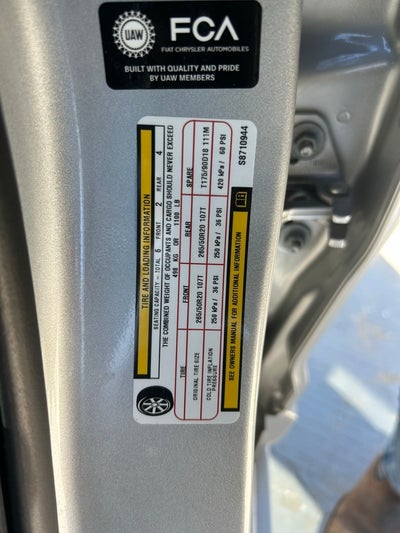 UAW
FCA
FIAT CHRYSLER AUTOMOBILES
BUILT WITH QUALITY AND PRIDE
BY UAW MEMBERS
TIRE AND LOADING INFORMATION
SEATING CAPACITY - TOTAL 6 FRONT 2 REAR 4
THE COMBINED WEIGHT OF OCCUPANTS AND CARGO SHOULD NEVER EXCEED
498 KG OR 1100 LB
TIRE FRONT REAR SPARE
ORIGINAL TIRE SIZE 265/50R20 107T 265/50R20 107T T175/90D18 111M
COLD TIRE INFLATION PRESSURE 250 kPa / 36 PSI 250 kPa / 36 PSI 420 kPa / 60 PSI
SEE OWNERS MANUAL FOR ADDITIONAL INFORMATION
S8710944